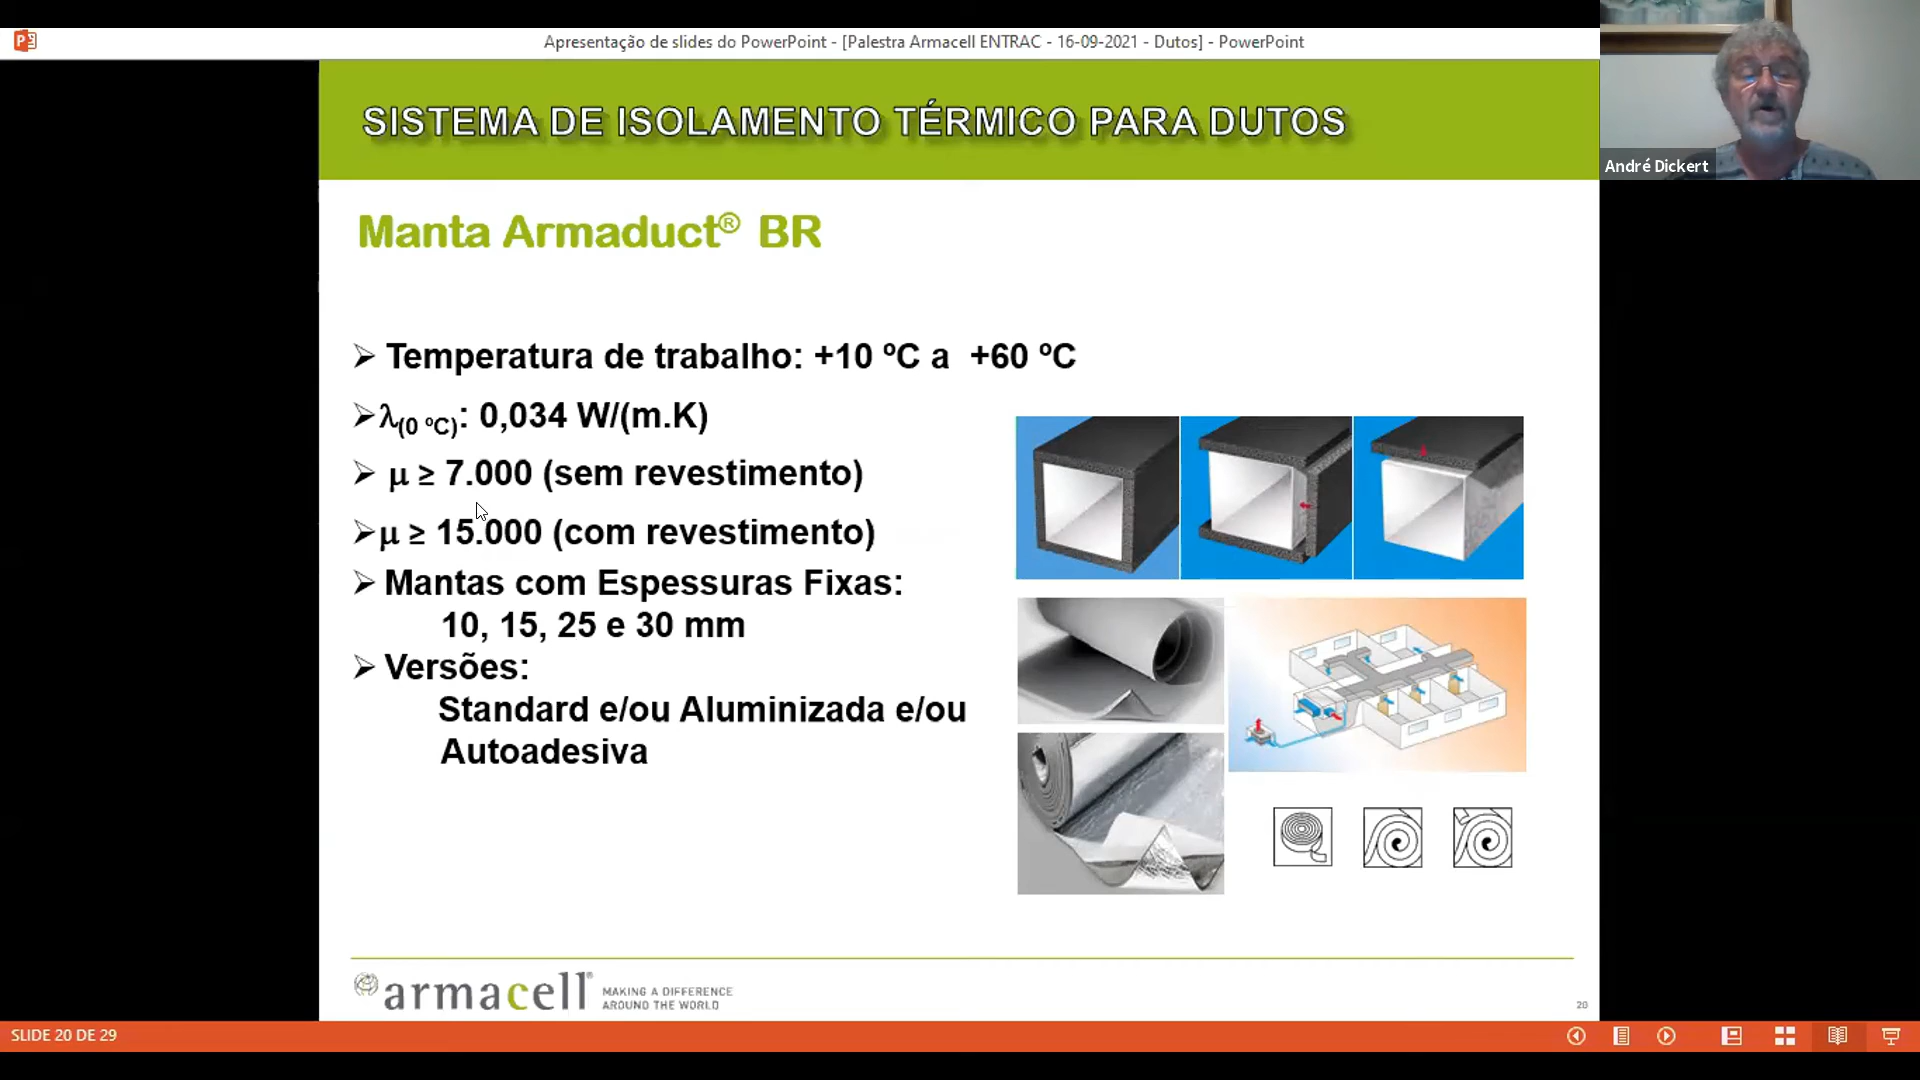 Apresentação de slides do PowerPoint - [Palestra Armacell ENTRAC - 16-09-2021 - Dutos] - PowerPoint
SISTEMA DE ISOLAMENTO TÉRMICO PARA DUTOS
André Dickert
Manta Armaduct® BR
➢ Temperatura de trabalho: +10 ºC a +60 ºC
➢ λ(0 ºC): 0,034 W/(m.K)
➢ μ ≥ 7.000 (sem revestimento)
➢ μ ≥ 15.000 (com revestimento)
➢ Mantas com Espessuras Fixas:
10, 15, 25 e 30 mm
➢ Versões:
Standard e/ou Aluminizada e/ou
Autoadesiva
armacell®
MAKING A DIFFERENCE
AROUND THE WORLD
20
SLIDE 20 DE 29